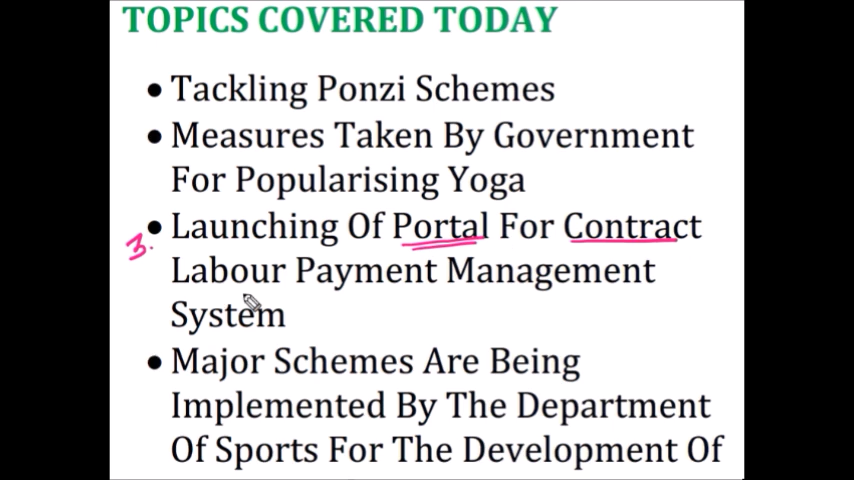 TOPICS COVERED TODAY
• Tackling Ponzi Schemes
• Measures Taken By Government
For Popularising Yoga
3. • Launching Of Portal For Contract
Labour Payment Management
System
• Major Schemes Are Being
Implemented By The Department
Of Sports For The Development Of